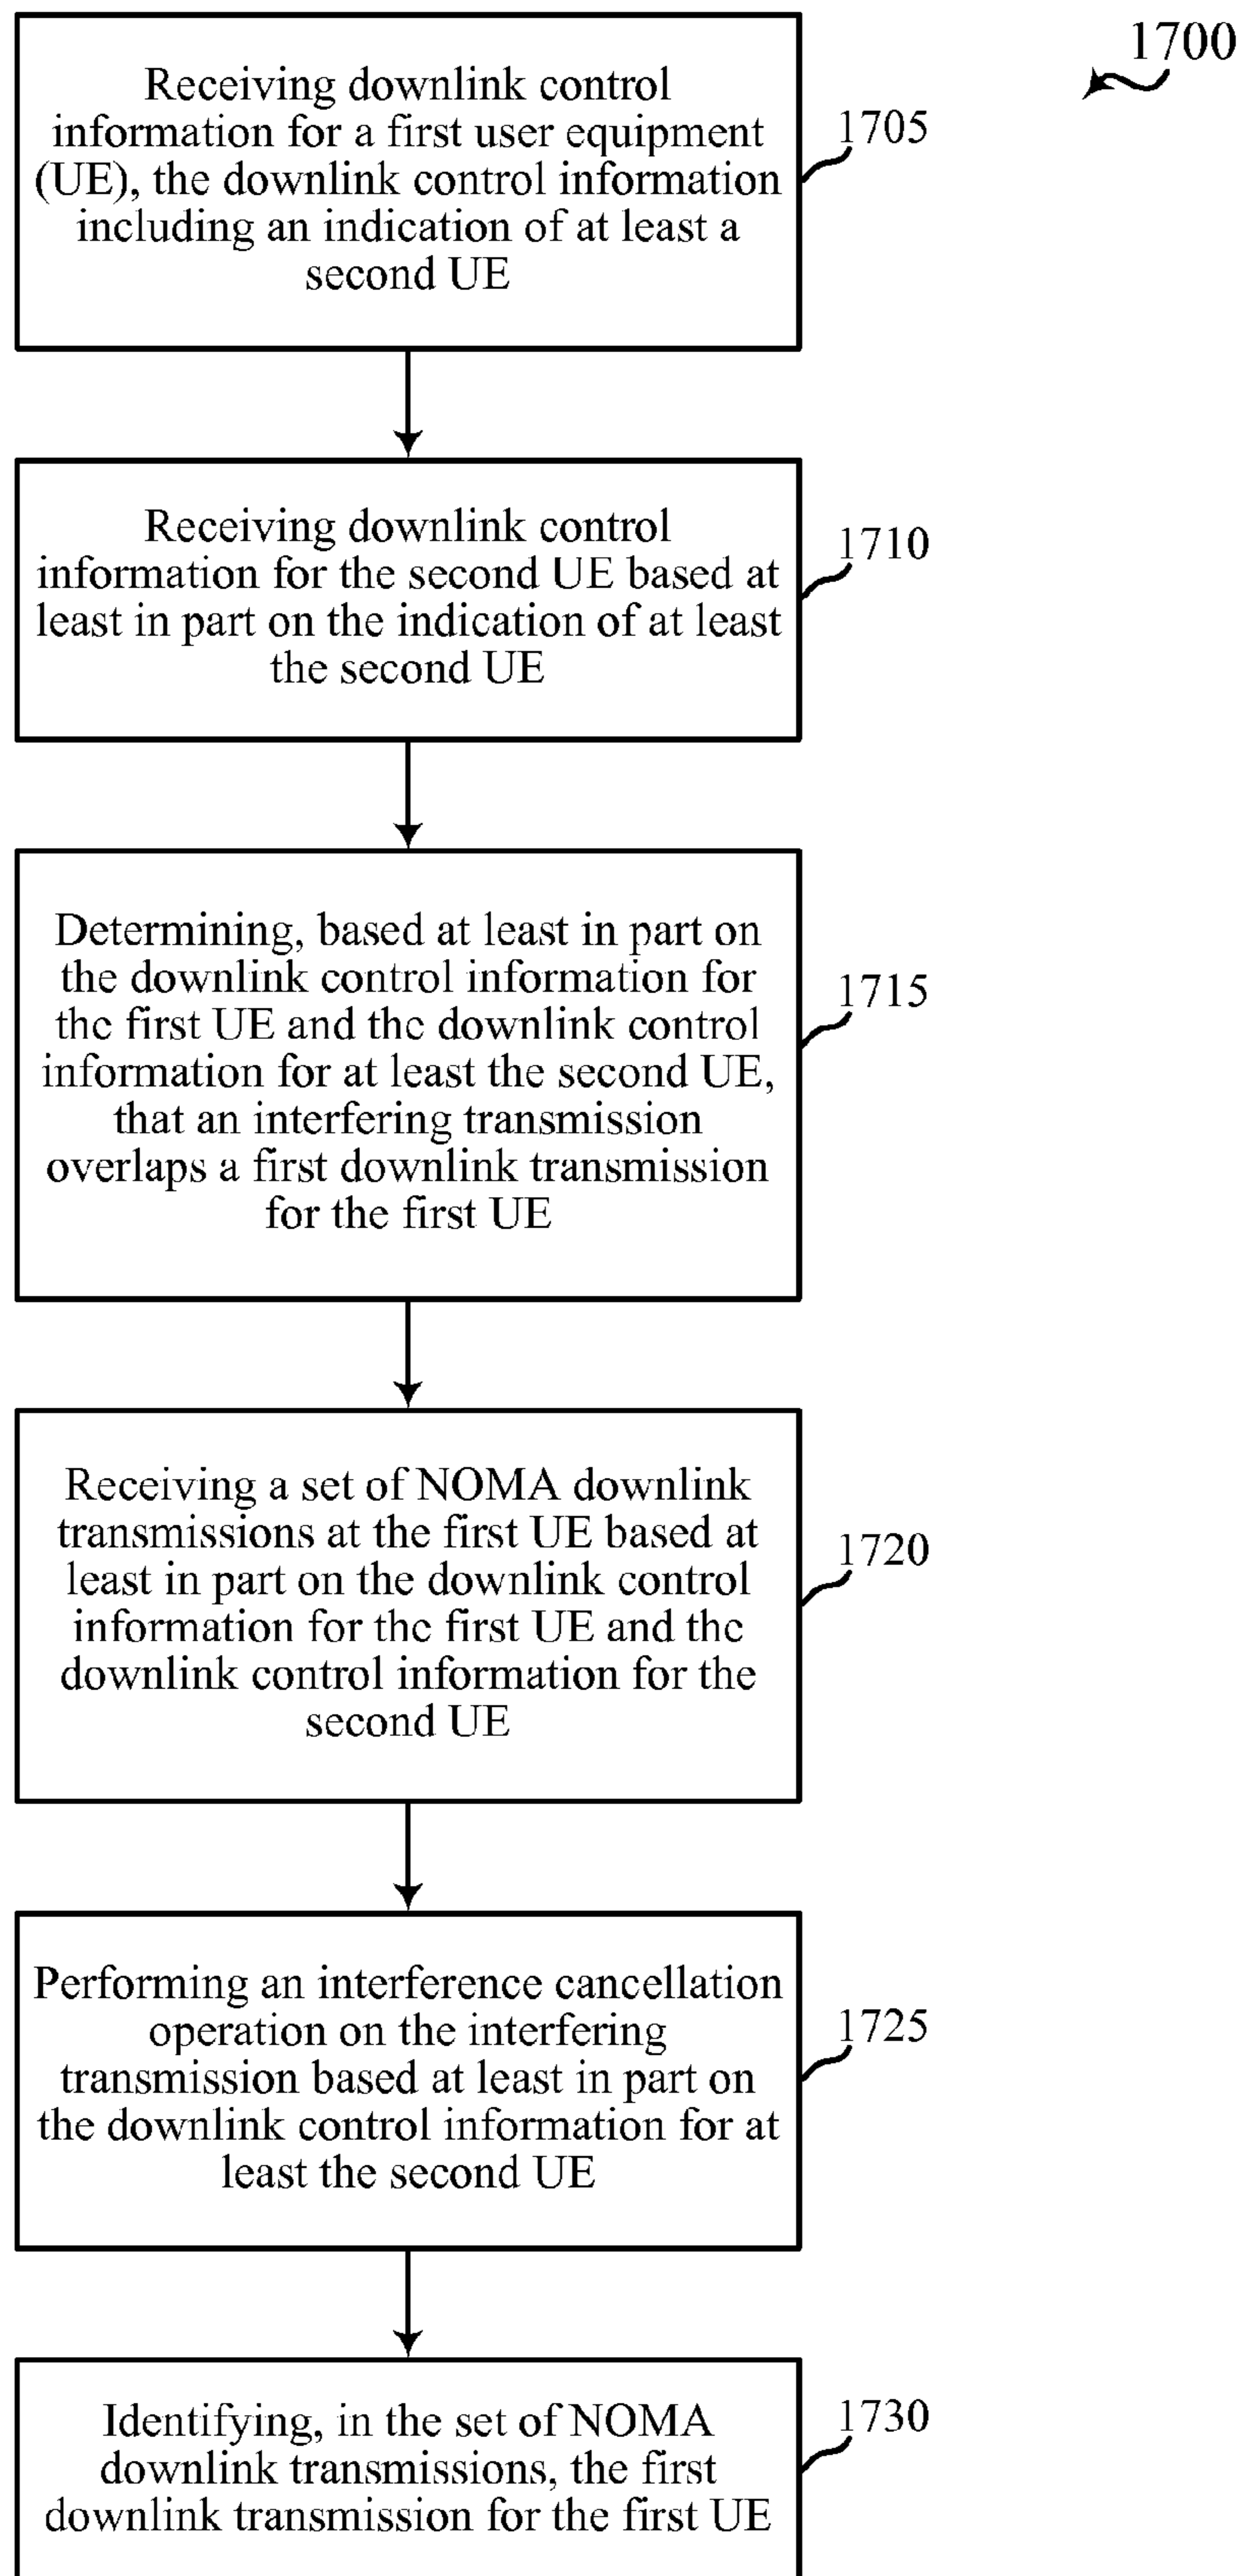 1700
Receiving downlink control
information for a first user equipment
(UE), the downlink control information
including an indication of at least a
second UE
1705
Receiving downlink control
information for the second UE based at
least in part on the indication of at least
the second UE
1710
Determining, based at least in part on
the downlink control information for
the first UE and the downlink control
information for at least the second UE,
that an interfering transmission
overlaps a first downlink transmission
for the first UE
1715
Receiving a set of NOMA downlink
transmissions at the first UE based at
least in part on the downlink control
information for the first UE and the
downlink control information for the
second UE
1720
Performing an interference cancellation
operation on the interfering
transmission based at least in part on
the downlink control information for at
least the second UE
1725
Identifying, in the set of NOMA
downlink transmissions, the first
downlink transmission for the first UE
1730